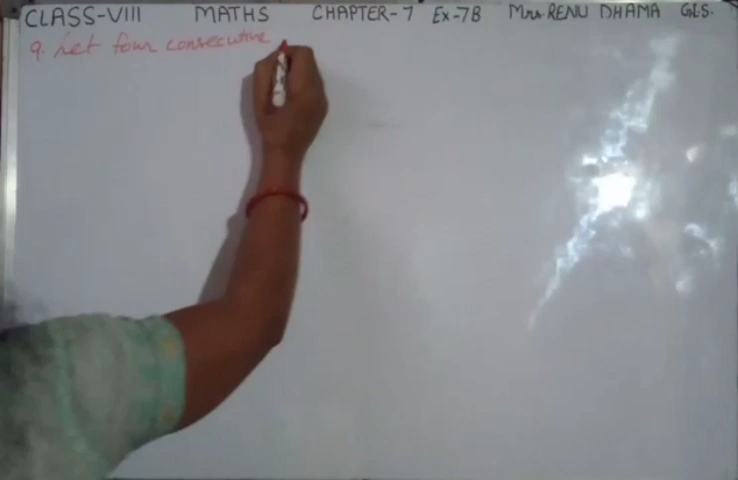 CLASS-VIII MATHS CHAPTER-7 Ex-7B Mrs. RENU DHAMA G.L.S.
9. Let four consecutive